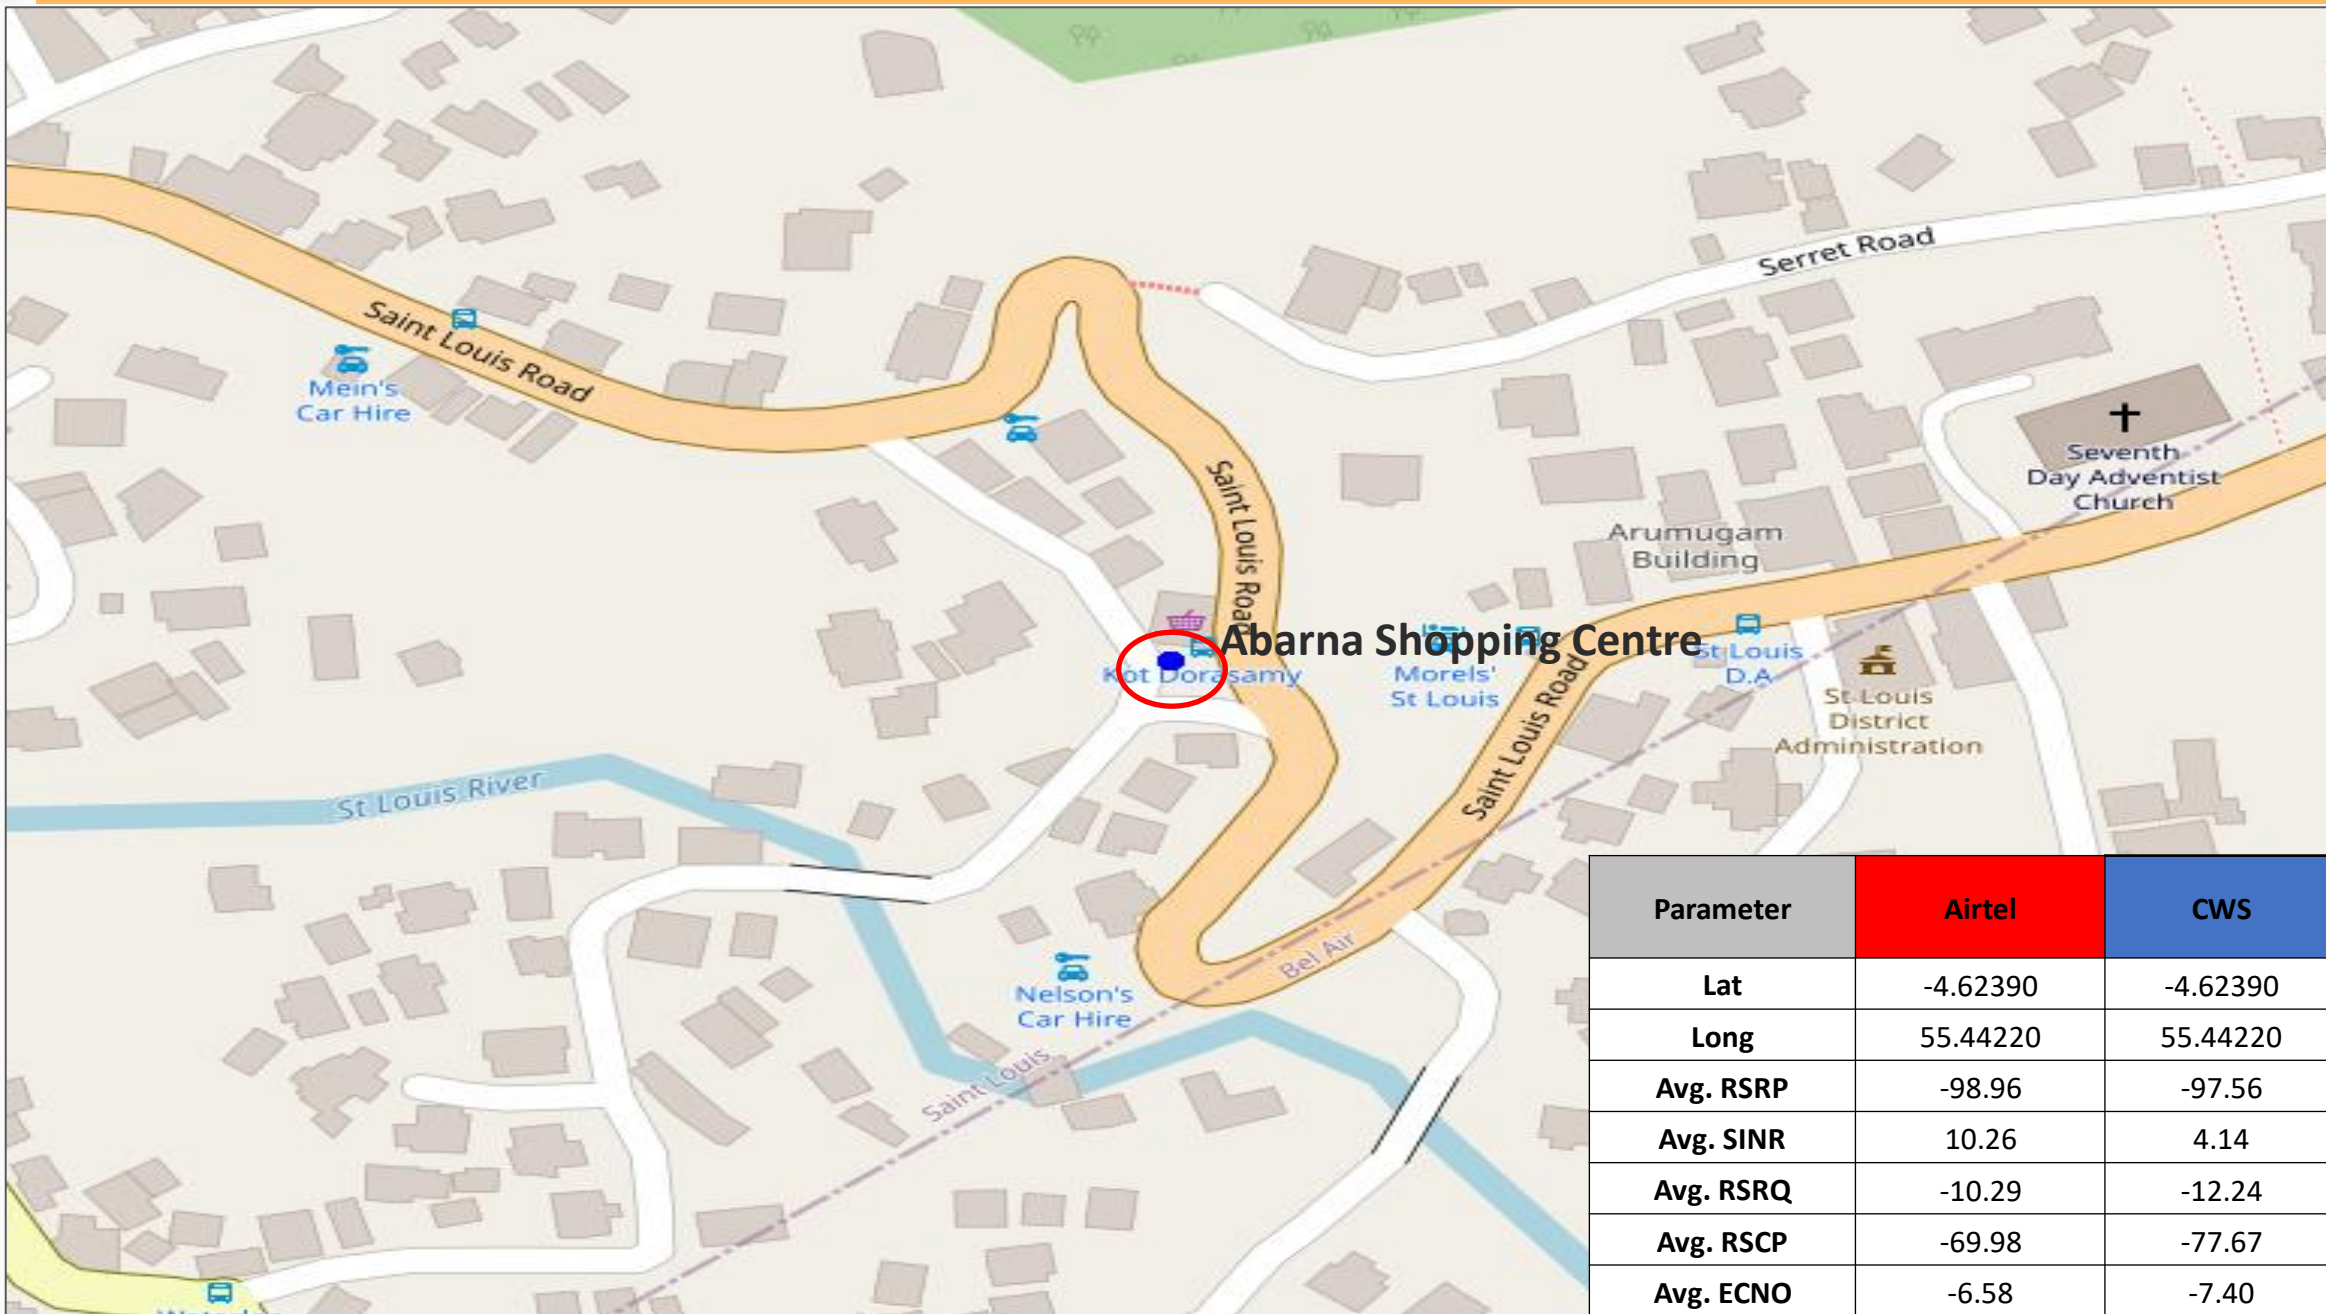 Serret Road
Saint Louis Road
Mein's
Car Hire
Seventh
Day Adventist
Church
Saint Louis Road
Arumugam
Building
Abarna Shopping Centre
Kot Dorasamy
Morels'
St Louis
St Louis
D.A
St Louis
District
Administration
Saint Louis Road
St Louis River
Bel Air
Nelson's
Car Hire
Saint Louis
Parameter Airtel CWS
Lat -4.62390 -4.62390
Long 55.44220 55.44220
Avg. RSRP -98.96 -97.56
Avg. SINR 10.26 4.14
Avg. RSRQ -10.29 -12.24
Avg. RSCP -69.98 -77.67
Avg. ECNO -6.58 -7.40